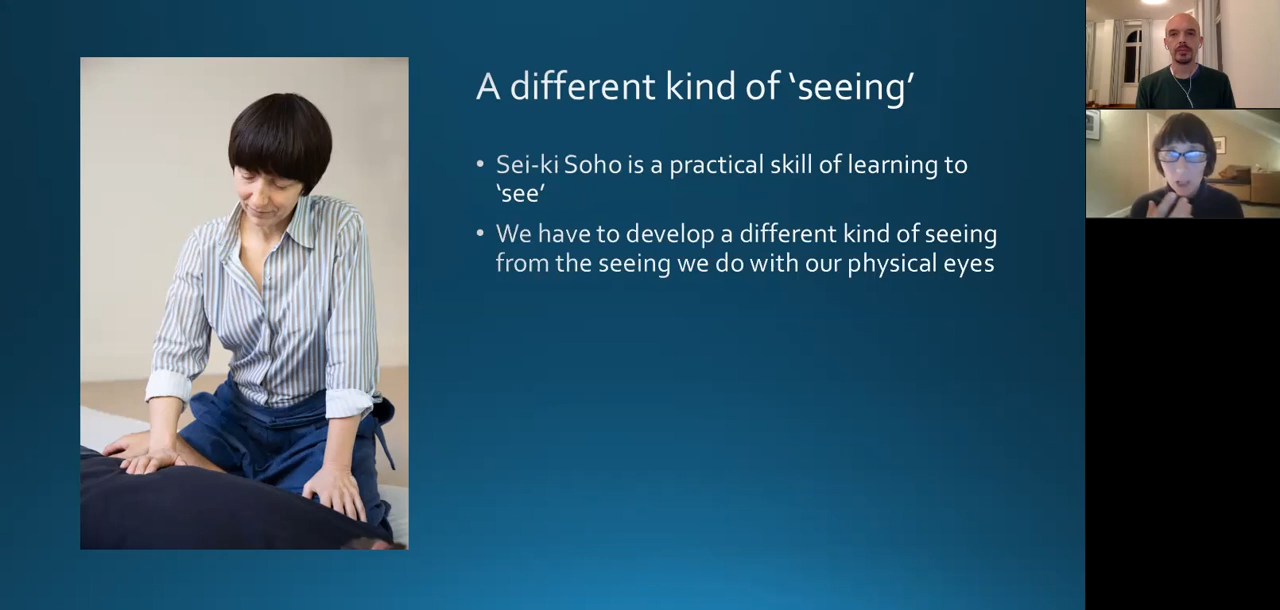 A different kind of ‘seeing’
• Sei-ki Soho is a practical skill of learning to
‘see’
• We have to develop a different kind of seeing
from the seeing we do with our physical eyes